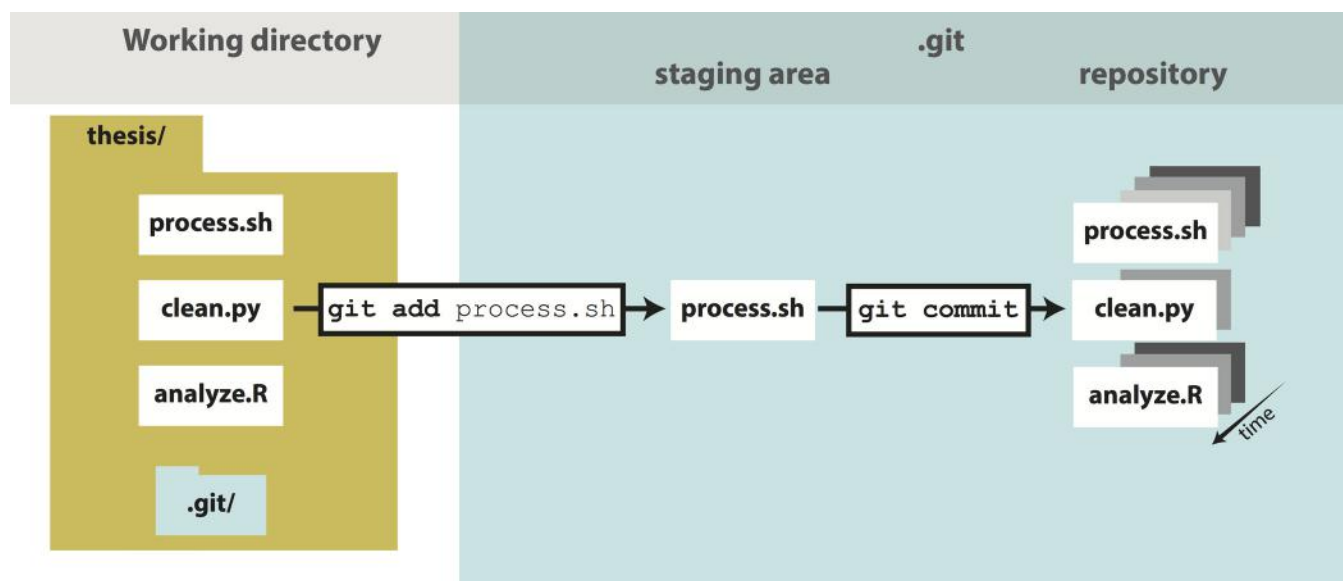 Working directory
.git
staging area
repository
thesis/
process.sh
clean.py
analyze.R
.git/
git add process.sh
process.sh
git commit
process.sh
clean.py
analyze.R
time